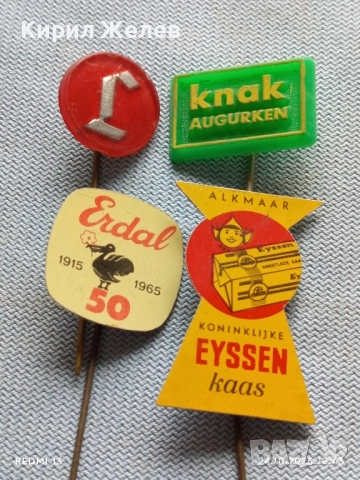 Кирил Желев
L
knak
AUGURKEN
Erdal
1915 1965
50
ALKMAAR
Eyssen
KONINKLIJKE
EYSSEN
kaas
REDMI 13